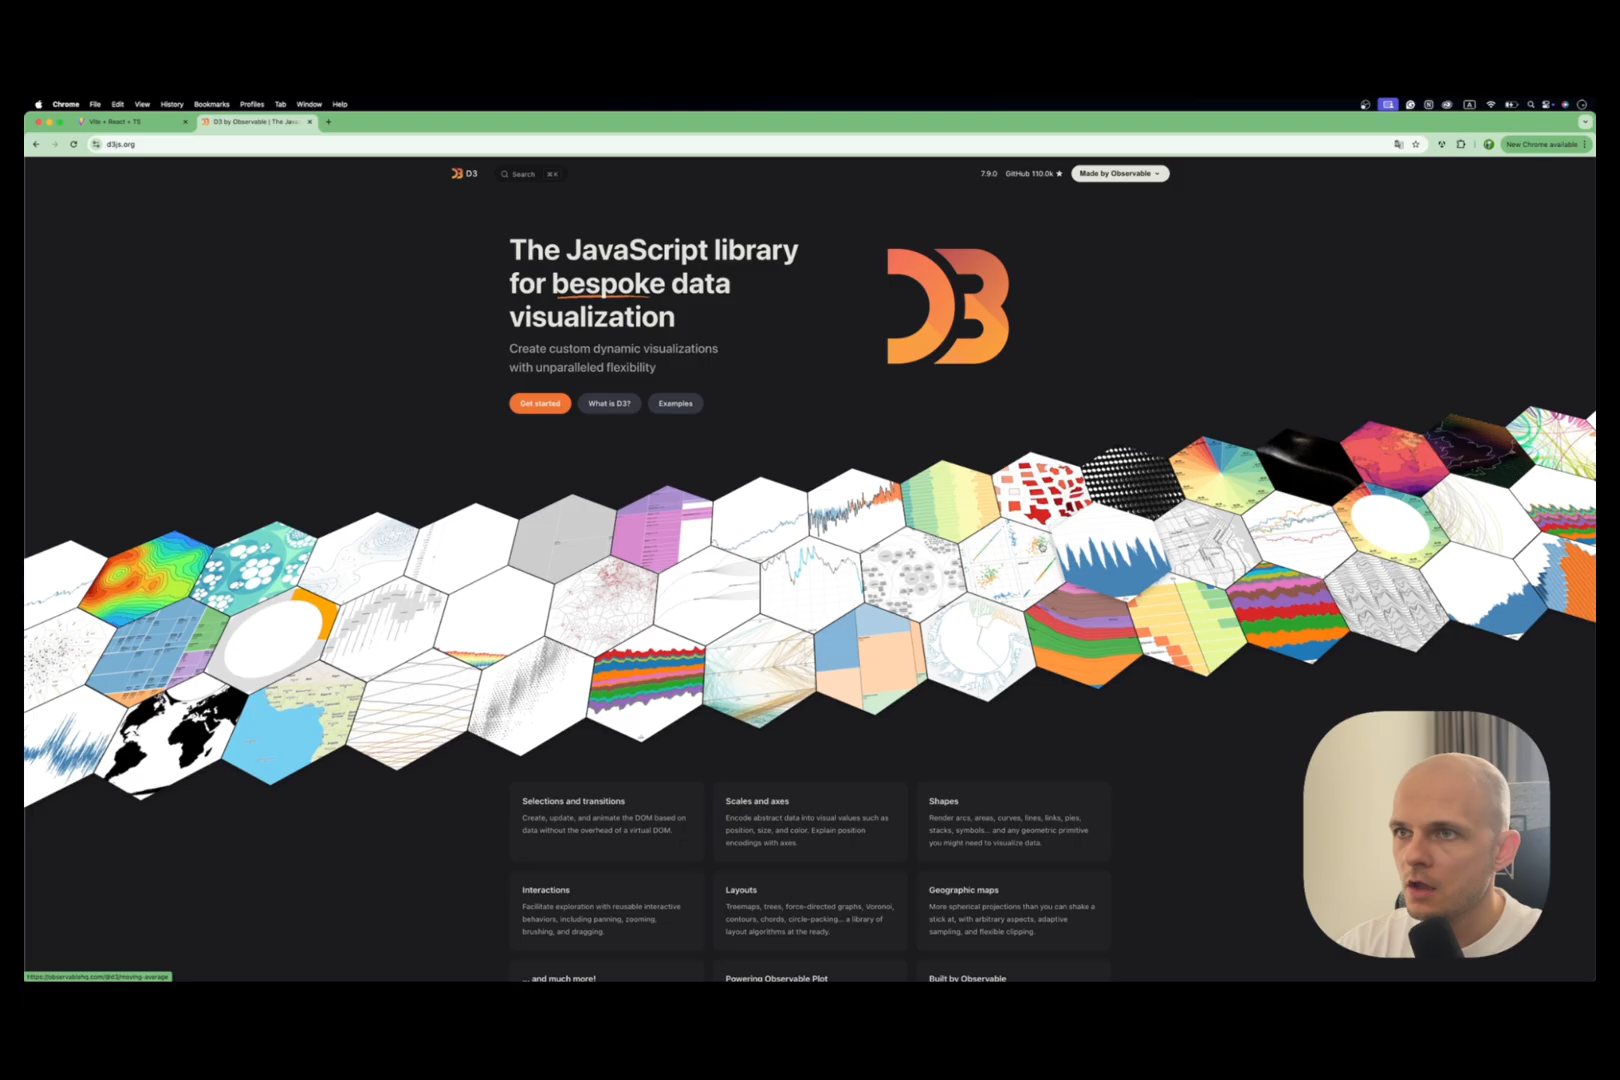 Chrome File Edit View History Bookmarks Profiles Tab Window Help
Vite + React + TS
D3 by Observable | The Java
d3js.org
New Chrome available
D3
Search ⌘K
7.9.0 GitHub 110.0k ★
Made by Observable
The JavaScript library
for bespoke data
visualization
Create custom dynamic visualizations
with unparalleled flexibility
D3
Get started
What is D3?
Examples
Selections and transitions
Create, update, and animate the DOM based on
data without the overhead of a virtual DOM.
Scales and axes
Encode abstract data into visual values such as
position, size, and color. Explain position
encodings with axes.
Shapes
Render arcs, areas, curves, lines, links, pies,
stacks, symbols... and any geometric primitive
you might need to visualize data.
Interactions
Facilitate exploration with reusable interactive
behaviors, including panning, zooming,
brushing, and dragging.
Layouts
Treemaps, trees, force-directed graphs, Voronoi,
contours, chords, circle-packing... a library of
layout algorithms at the ready.
Geographic maps
More spherical projections than you can shake a
stick at, with arbitrary aspects, adaptive
sampling, and flexible clipping.
... and much more!
Powering Observable Plot
Built by Observable
https://observablehq.com/@d3/moving-average